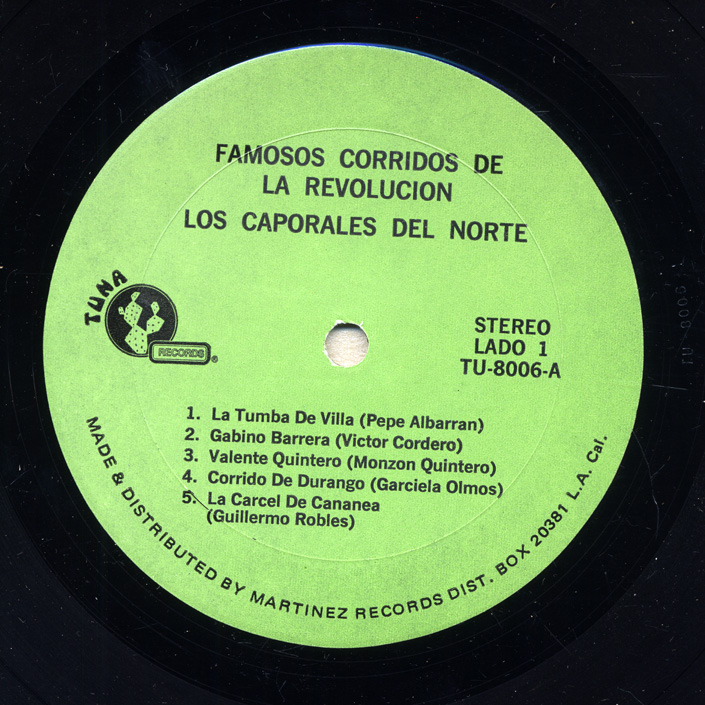 FAMOSOS CORRIDOS DE
LA REVOLUCION
LOS CAPORALES DEL NORTE
TUNA
RECORDS
®
STEREO
LADO 1
TU-8006-A
TU-8006
1. La Tumba De Villa (Pepe Albarran)
2. Gabino Barrera (Victor Cordero)
3. Valente Quintero (Monzon Quintero)
4. Corrido De Durango (Garciela Olmos)
5. La Carcel De Cananea
(Guillermo Robles)
MADE & DISTRIBUTED BY MARTINEZ RECORDS DIST. BOX 20381 L.A. Cal.